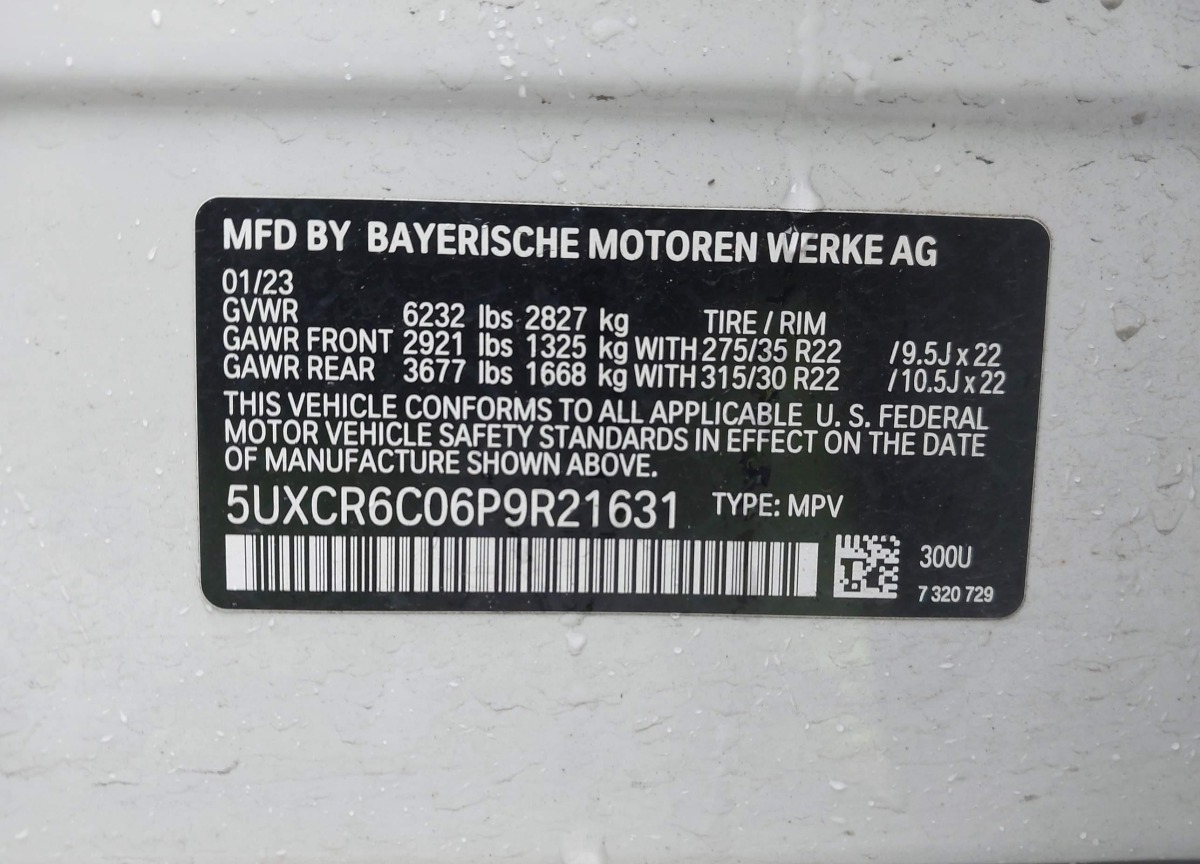 MFD BY BAYERISCHE MOTOREN WERKE AG
01/23
GVWR 6232 lbs 2827 kg TIRE / RIM
GAWR FRONT 2921 lbs 1325 kg WITH 275/35 R22 / 9.5J x 22
GAWR REAR 3677 lbs 1668 kg WITH 315/30 R22 / 10.5J x 22
THIS VEHICLE CONFORMS TO ALL APPLICABLE U. S. FEDERAL
MOTOR VEHICLE SAFETY STANDARDS IN EFFECT ON THE DATE
OF MANUFACTURE SHOWN ABOVE.
5UXCR6C06P9R21631 TYPE: MPV
300U
7 320 729